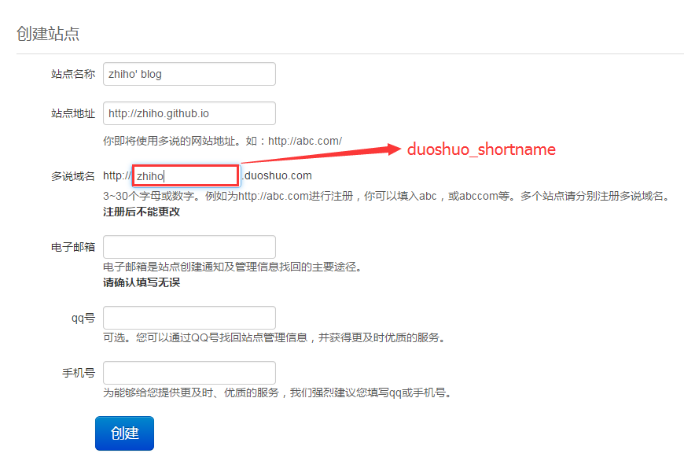 创建站点
站点名称 zhiho' blog
站点地址 http://zhiho.github.io
你即将使用多说的网站地址。如：http://abc.com/
duoshuo_shortname
多说域名 http:// zhiho .duoshuo.com
3~30个字母或数字。例如为http://abc.com进行注册，你可以填入abc，或abccom等。多个站点请分别注册多说域名。
注册后不能更改
电子邮箱
电子邮箱是站点创建通知及管理信息找回的主要途径。
请确认填写无误
qq号
可选。您可以通过QQ号找回站点管理信息，并获得更及时优质的服务。
手机号
为能够给您提供更及时、优质的服务，我们强烈建议您填写qq或手机号。
创建